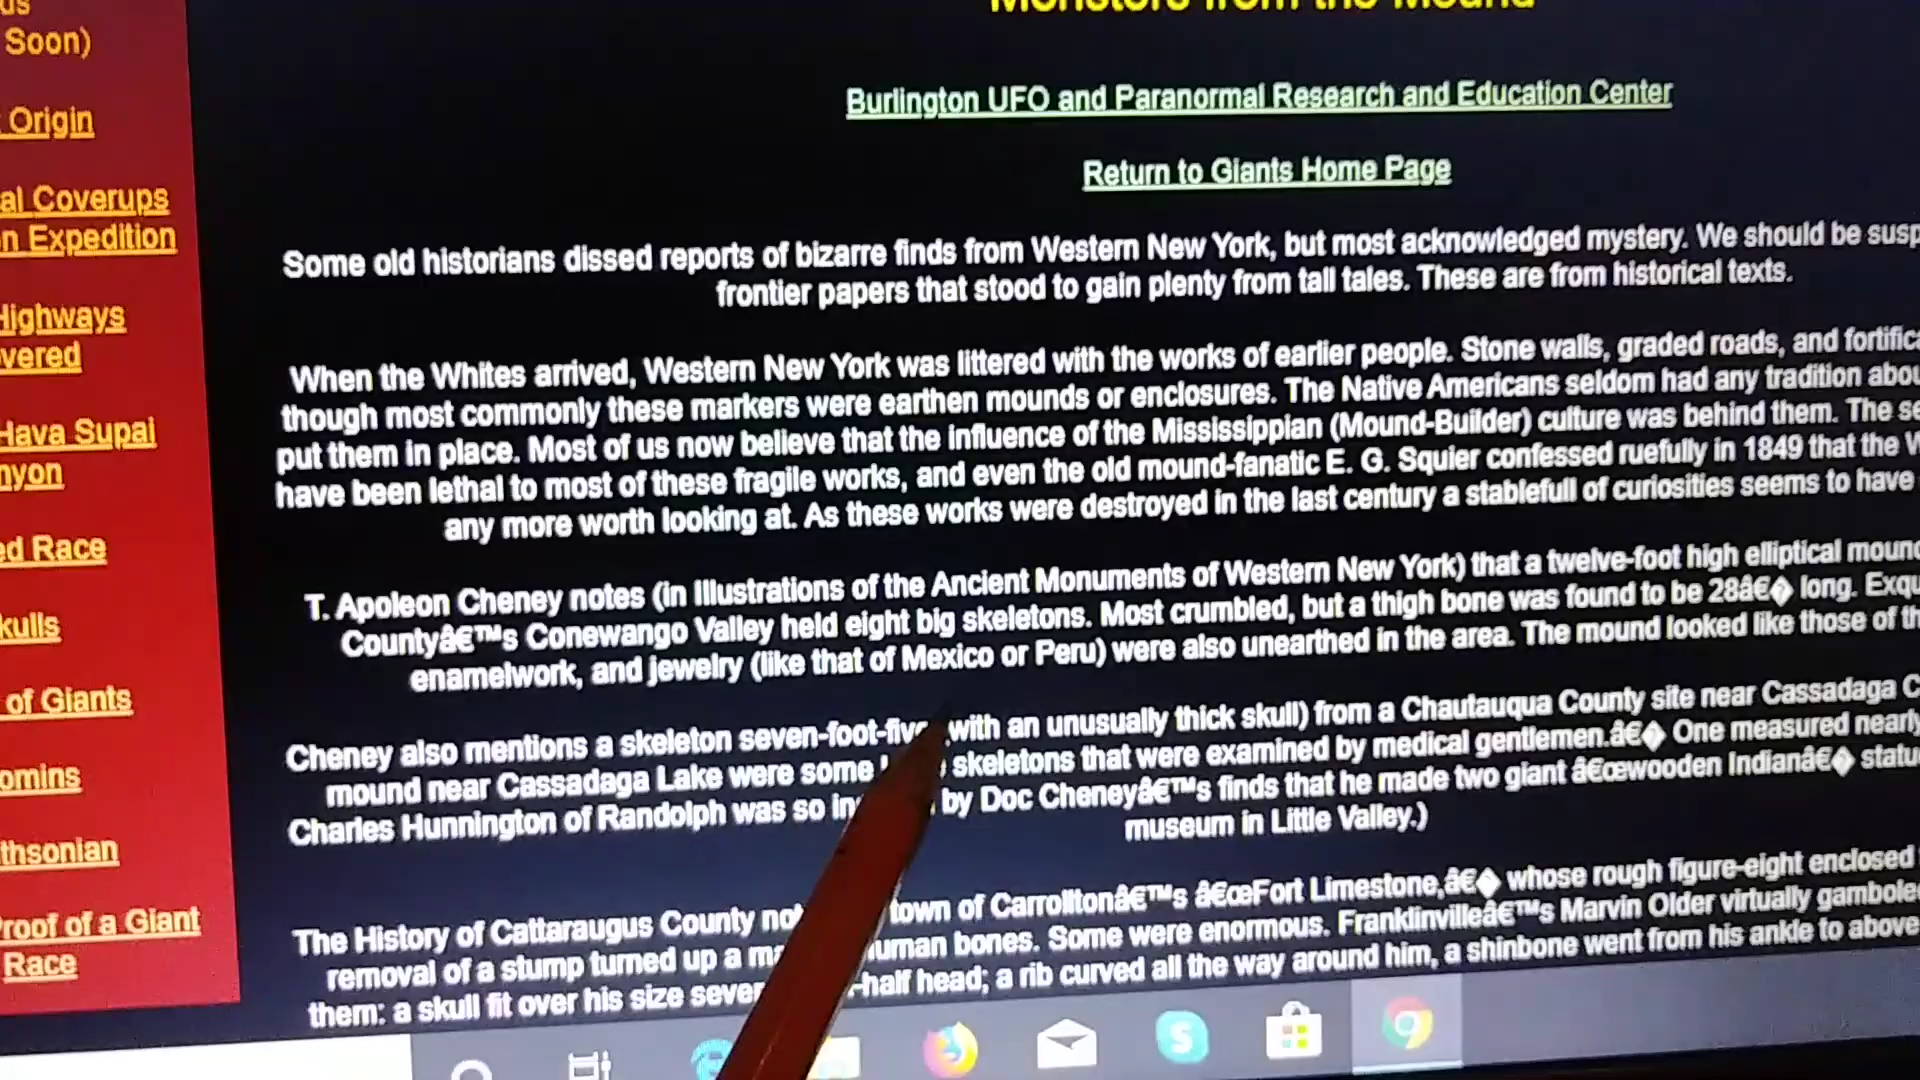 Soon)
Origin
al Coverups
n Expedition
Highways
vered
Hava Supai
nyon
ed Race
kulls
of Giants
omins
thsonian
Proof of a Giant
Race
Monsters from the Mound
Burlington UFO and Paranormal Research and Education Center
Return to Giants Home Page
Some old historians dissed reports of bizarre finds from Western New York, but most acknowledged mystery. We should be susp
frontier papers that stood to gain plenty from tall tales. These are from historical texts.
When the Whites arrived, Western New York was littered with the works of earlier people. Stone walls, graded roads, and fortific
though most commonly these markers were earthen mounds or enclosures. The Native Americans seldom had any tradition abou
put them in place. Most of us now believe that the influence of the Mississippian (Mound-Builder) culture was behind them. The se
have been lethal to most of these fragile works, and even the old mound-fanatic E. G. Squier confessed ruefully in 1849 that the W
any more worth looking at. As these works were destroyed in the last century a stablefull of curiosities seems to have
T. Apoleon Cheney notes (in Illustrations of the Ancient Monuments of Western New York) that a twelve-foot high elliptical mound
Countyâ€™s Conewango Valley held eight big skeletons. Most crumbled, but a thigh bone was found to be 28â€� long. Exqu
enamelwork, and jewelry (like that of Mexico or Peru) were also unearthed in the area. The mound looked like those of th
Cheney also mentions a skeleton seven-foot-five with an unusually thick skull) from a Chautauqua County site near Cassadaga C
mound near Cassadaga Lake were some skeletons that were examined by medical gentlemen.â€� One measured nearly
Charles Hunnington of Randolph was so by Doc Cheneyâ€™s finds that he made two giant â€œwooden Indianâ€� statu
museum in Little Valley.)
The History of Cattaraugus County town of Carrolltonâ€™s â€œFort Limestone,â€� whose rough figure-eight enclosed
removal of a stump turned up a human bones. Some were enormous. Franklinvilleâ€™s Marvin Older virtually gambole
them: a skull fit over his size seven -half head; a rib curved all the way around him, a shinbone went from his ankle to above